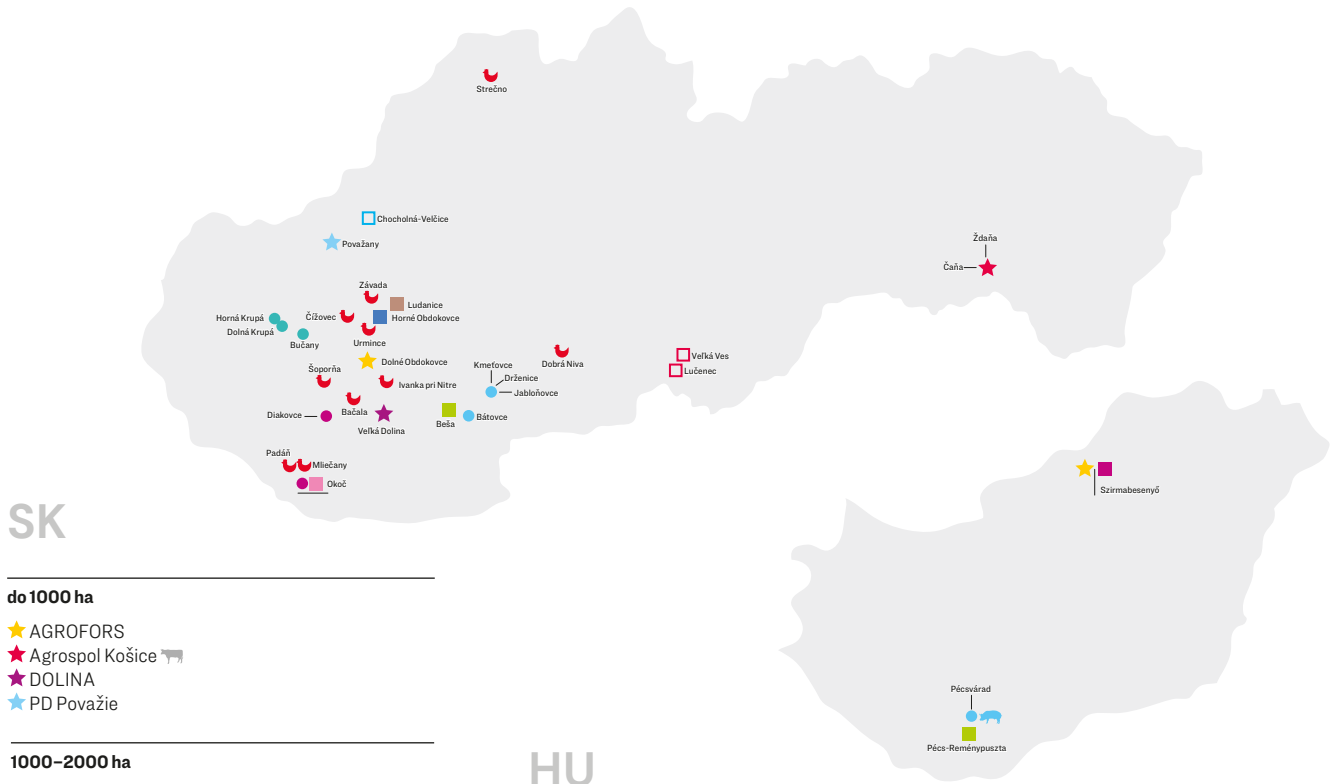 Strečno
Chocholná-Velčice
Považany
Ždaňa
Čaňa
Závada
Ludanice
Horná Krupá
Čížovec
Horné Obdokovce
Dolná Krupá
Bučany
Urmince
Veľká Ves
Dolné Obdokovce
Kmeťovce
Dobrá Niva
Šoporňa
Lučenec
Drženice
Ivanka pri Nitre
Jabloňovce
Diakovce
Bačala
Bátovce
Beša
Veľká Dolina
Padáň
Mliečany
Okoč
Szirmabesenyő
SK
do 1000 ha
AGROFORS
Agrospol Košice
DOLINA
PD Považie
Pécsvárad
Pécs-Reménypuszta
1000–2000 ha
HU